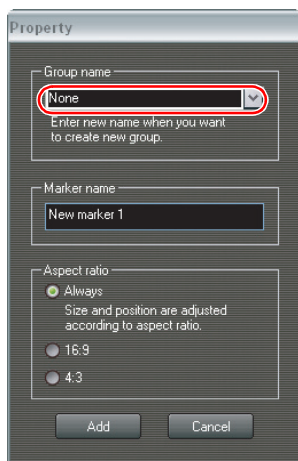 Property
Group name
None
Enter new name when you want
to create new group.
Marker name
New marker 1
Aspect ratio
Always
Size and position are adjusted
according to aspect ratio.
16:9
4:3
Add Cancel